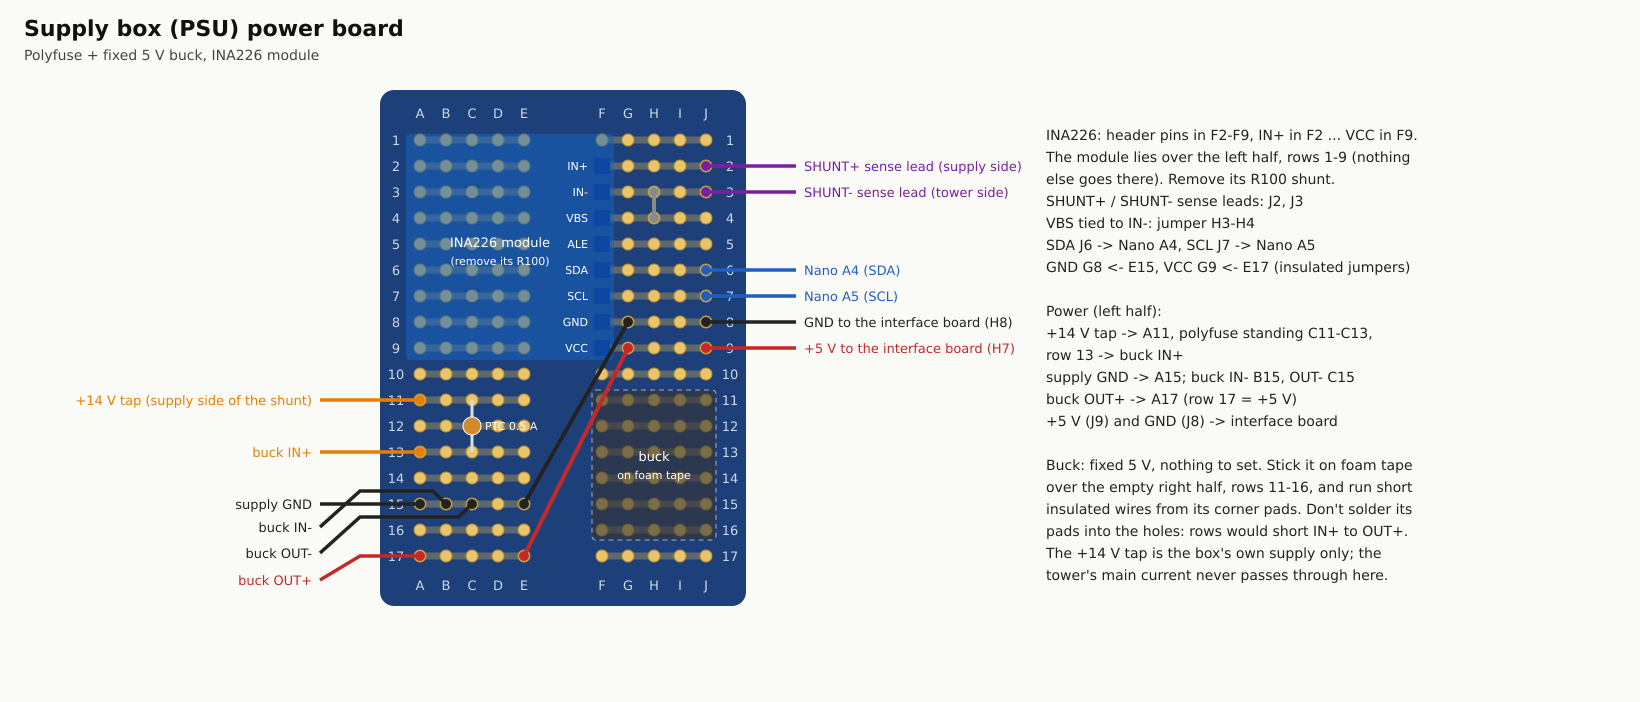 Supply box (PSU) power board
Polyfuse + fixed 5 V buck, INA226 module
A B C D E F G H I J
1 1
2 IN+ 2 SHUNT+ sense lead (supply side)
3 IN- 3 SHUNT- sense lead (tower side)
4 VBS 4
5 INA226 module ALE 5
(remove its R100)
6 SDA 6 Nano A4 (SDA)
7 SCL 7 Nano A5 (SCL)
8 GND 8 GND to the interface board (H8)
9 VCC 9 +5 V to the interface board (H7)
10 10
+14 V tap (supply side of the shunt) 11 11
12 PTC 0.5 A 12
buck IN+ 13 13
buck
14 on foam tape 14
supply GND 15 15
buck IN-
16 16
buck OUT-
17 17
buck OUT+
A B C D E F G H I J
INA226: header pins in F2-F9, IN+ in F2 ... VCC in F9.
The module lies over the left half, rows 1-9 (nothing
else goes there). Remove its R100 shunt.
SHUNT+ / SHUNT- sense leads: J2, J3
VBS tied to IN-: jumper H3-H4
SDA J6 -> Nano A4, SCL J7 -> Nano A5
GND G8 <- E15, VCC G9 <- E17 (insulated jumpers)
Power (left half):
+14 V tap -> A11, polyfuse standing C11-C13,
row 13 -> buck IN+
supply GND -> A15; buck IN- B15, OUT- C15
buck OUT+ -> A17 (row 17 = +5 V)
+5 V (J9) and GND (J8) -> interface board
Buck: fixed 5 V, nothing to set. Stick it on foam tape
over the empty right half, rows 11-16, and run short
insulated wires from its corner pads. Don't solder its
pads into the holes: rows would short IN+ to OUT+.
The +14 V tap is the box's own supply only; the
tower's main current never passes through here.